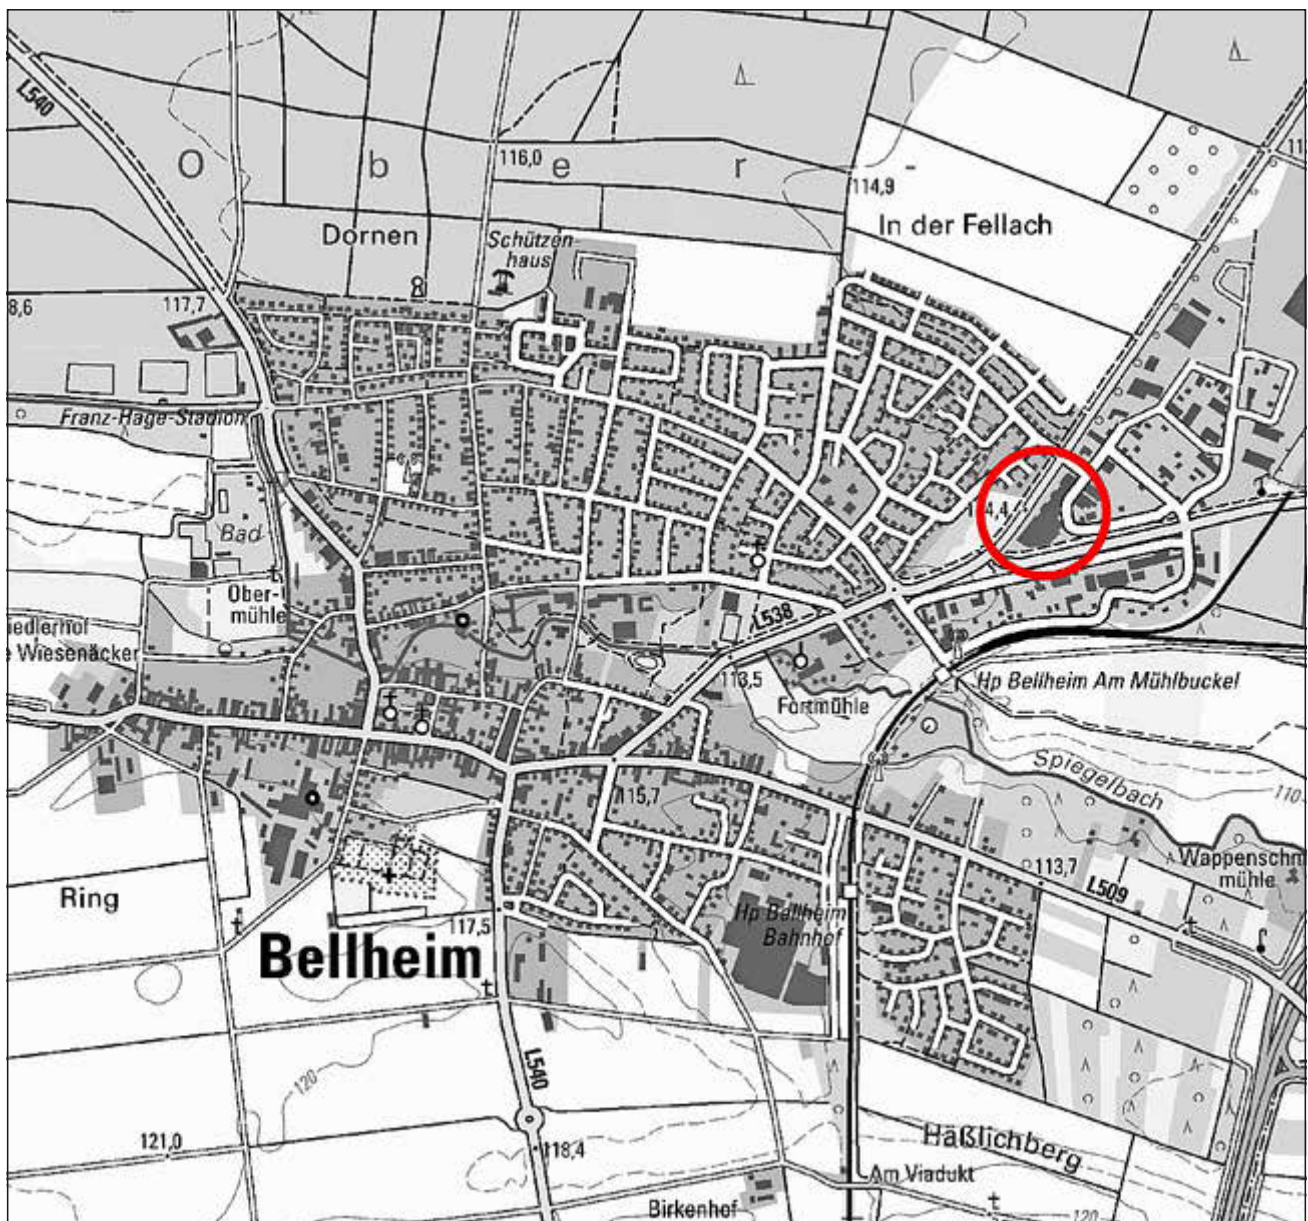 L540
O b e r -
116,0
114,9
In der Fellach
Dornen
Schützen-
haus
117,7
8,6
Franz-Hage-Stadion
Bad
Ober-
mühle
iedlerhof
e Wiesenäcker
L538
113,5
Fortmühle
Hp Bellheim Am Mühlbuckel
Spiegelbach
110
115,7
113,7
Wappenschm
mühle
L509
Ring
Hp Bellheim
Bahnhof
117,5
Bellheim
120
L540
121,0
118,4
Häßlichberg
120
Am Viadukt
Birkenhof